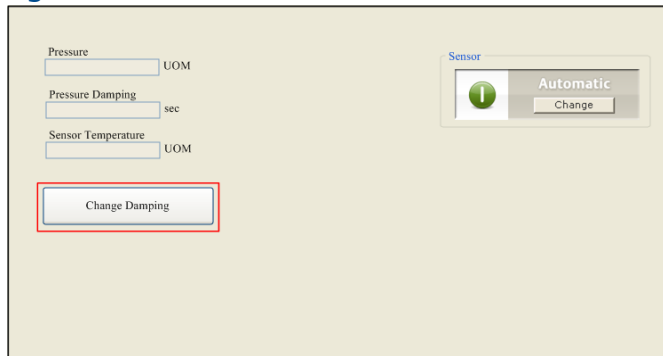 Pressure
UOM
Pressure Damping
sec
Sensor Temperature
UOM
Change Damping
Sensor
Automatic
Change